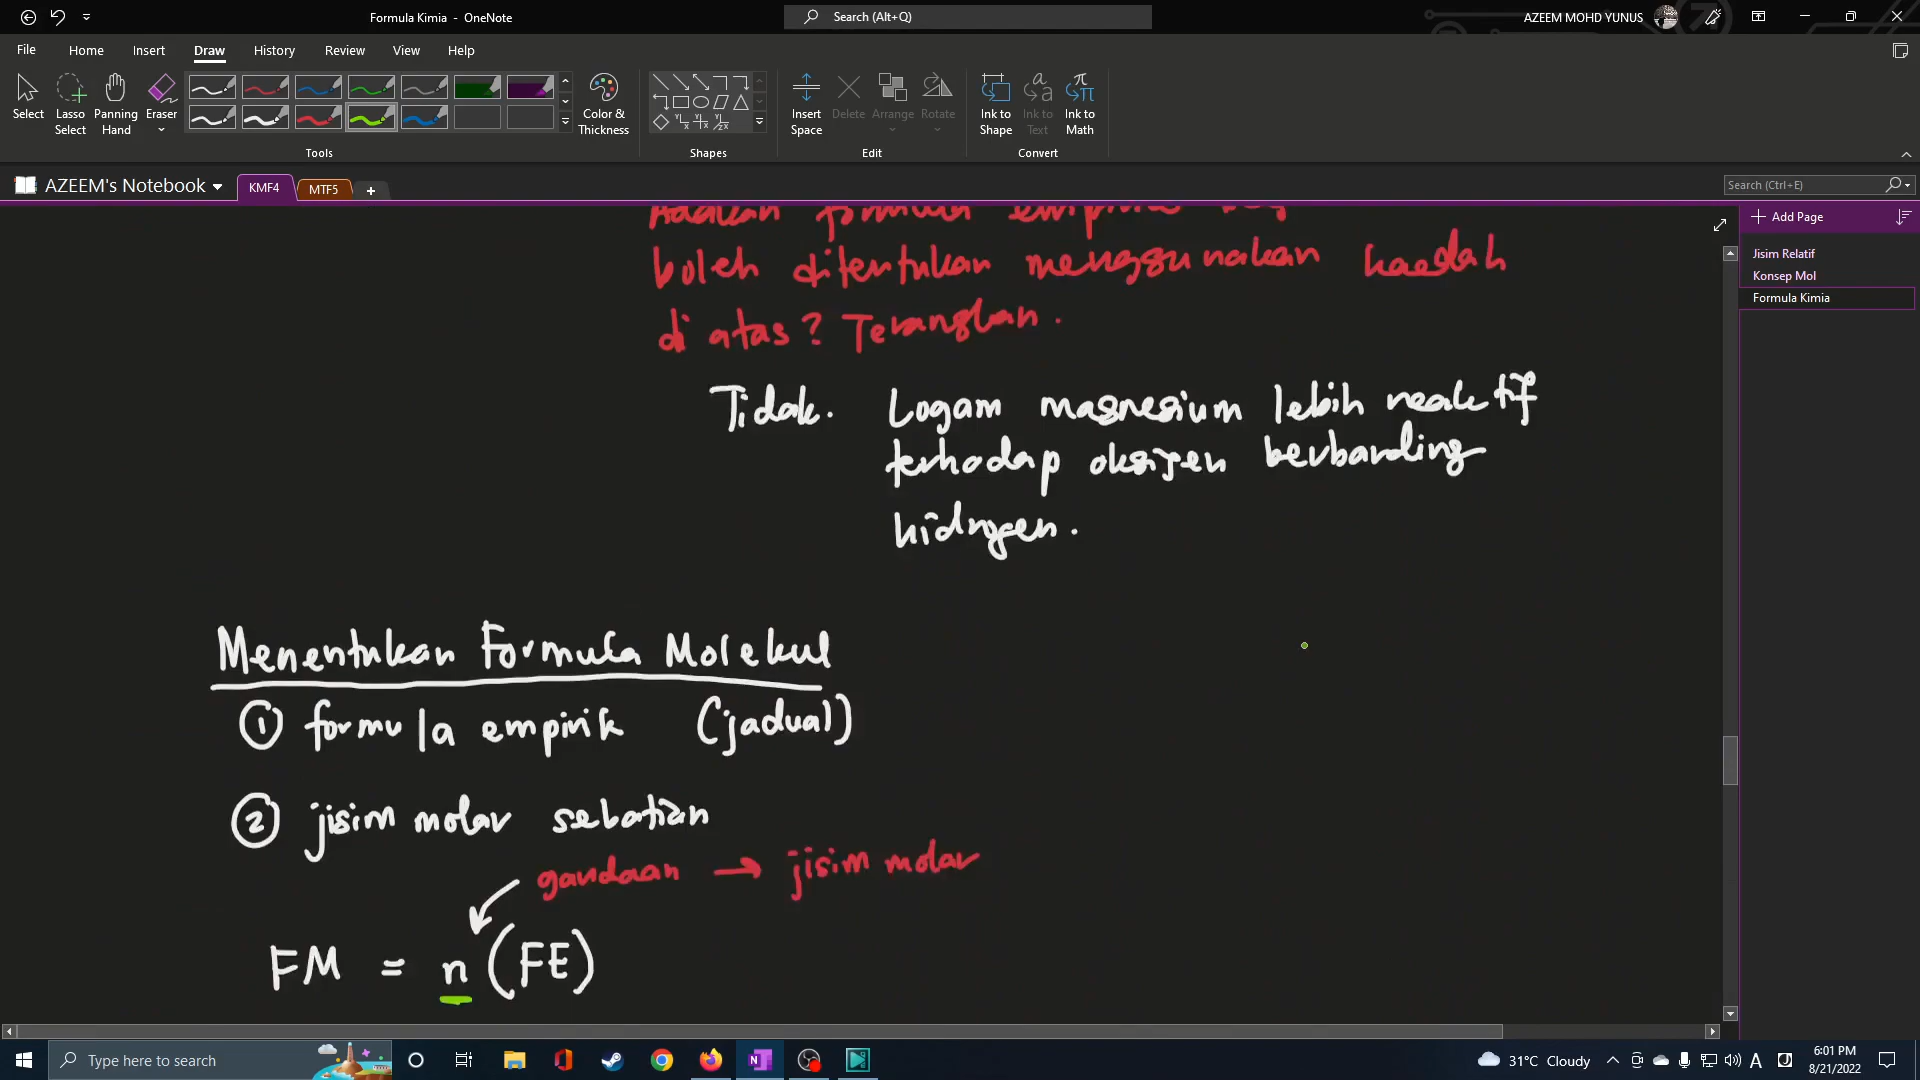 Formula Kimia - OneNote
Search (Alt+Q)
AZEEM MOHD YUNUS
File Home Insert Draw History Review View Help
Select
Lasso Select
Panning Hand
Eraser
Color & Thickness
Insert Space
Delete
Arrange
Rotate
Ink to Shape
Ink to Text
Ink to Math
Tools
Shapes
Edit
Convert
AZEEM's Notebook
KMF4
MTF5
Search (Ctrl+E)
Add Page
Jisim Relatif
Konsep Mol
Formula Kimia
Adakah formula empirik
boleh ditentukan menggunakan kaedah
di atas? Terangkan.
Tidak. Logam magnesium lebih reaktif
terhadap oksigen berbanding
hidrogen.
Menentukan Formula Molekul
① formula empirik (jadual)
② jisim molar sebatian
gandaan → jisim molar
FM = n (FE)
Type here to search
31°C Cloudy
6:01 PM
8/21/2022